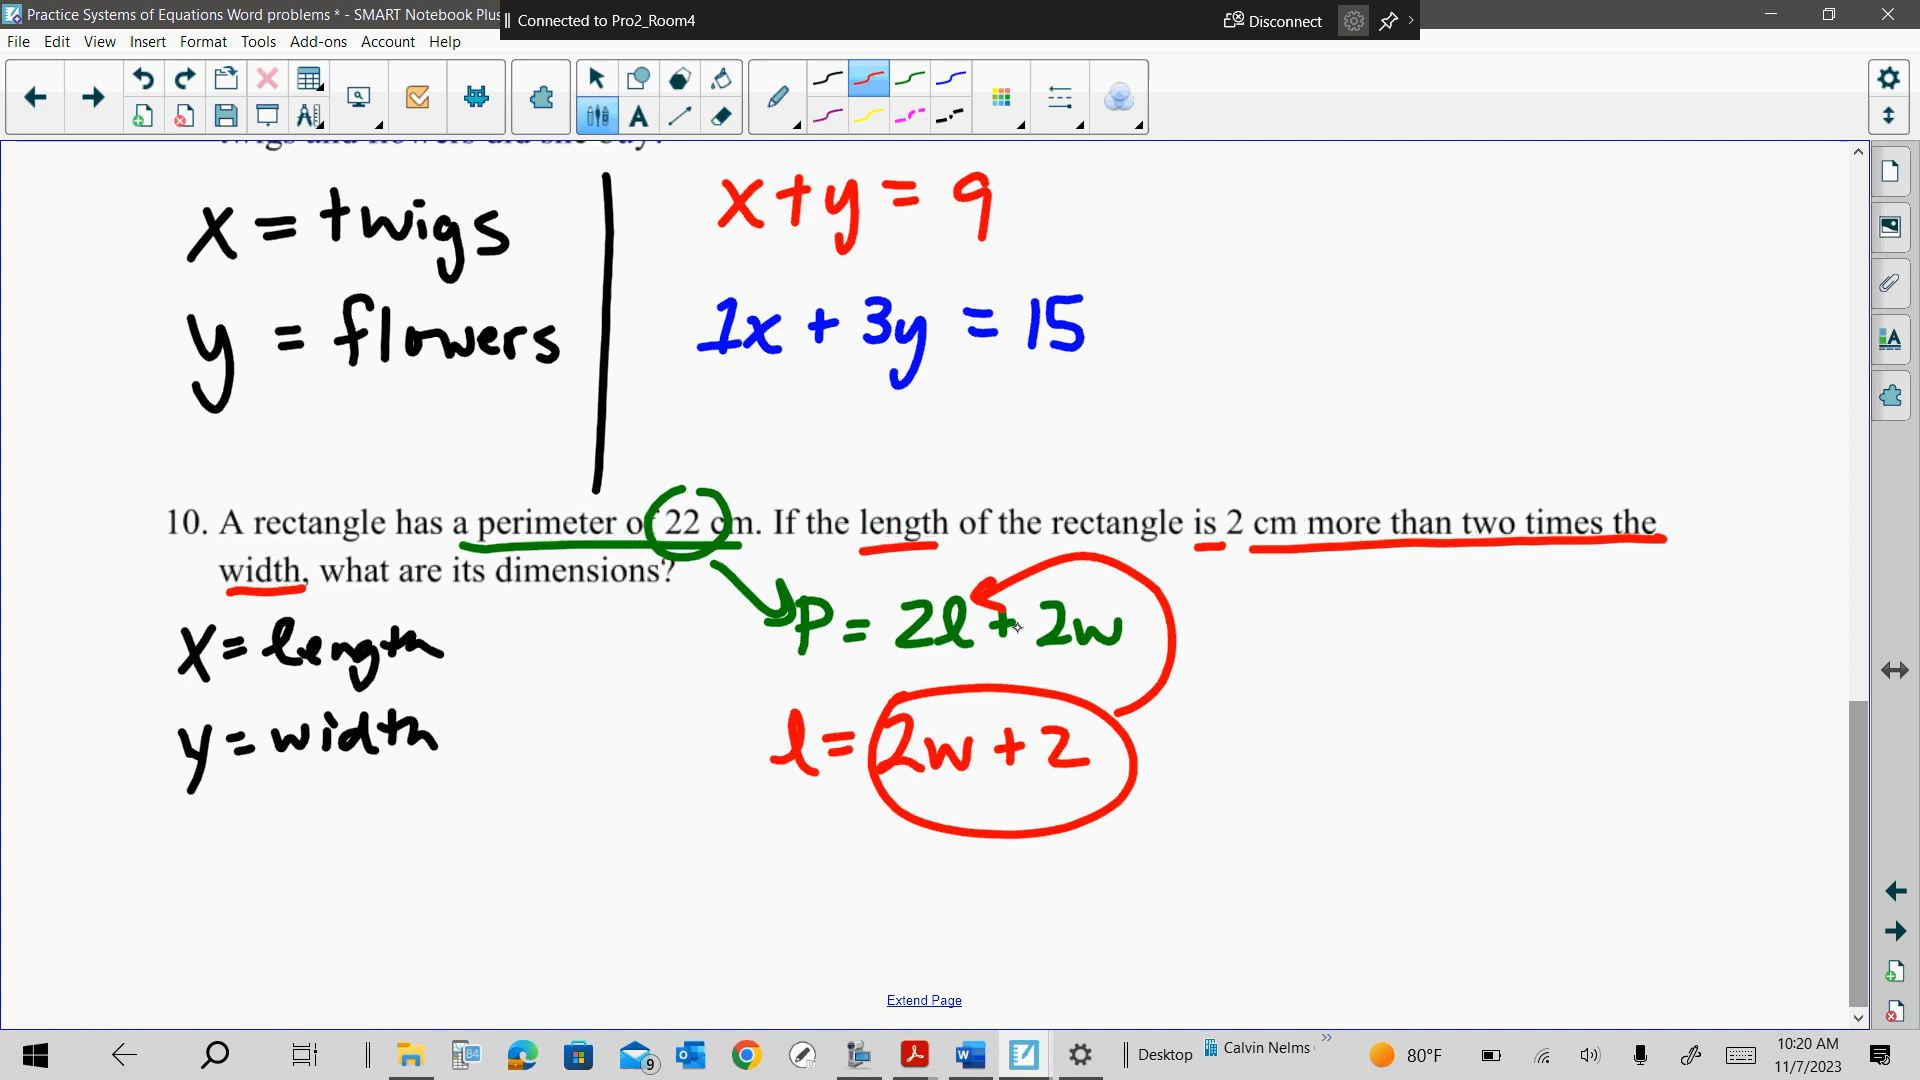 Practice Systems of Equations Word problems * - SMART Notebook Plus
Connected to Pro2_Room4
Disconnect
File Edit View Insert Format Tools Add-ons Account Help
x = twigs
x + y = 9
y = flowers
1x + 3y = 15
10. A rectangle has a perimeter of 22 cm. If the length of the rectangle is 2 cm more than two times the
width, what are its dimensions?
x = length
P = 2l + 2w
y = width
l = 2w + 2
Extend Page
84
9
Desktop
Calvin Nelms
80°F
10:20 AM
11/7/2023